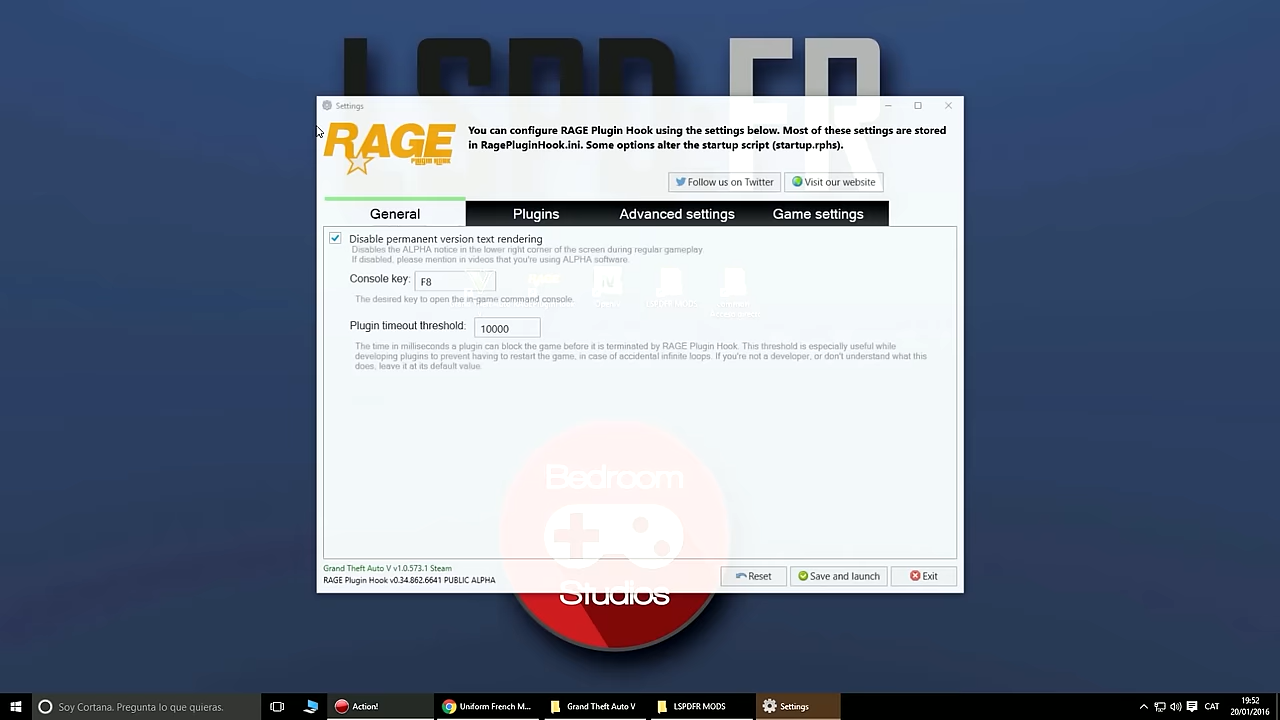 LSPD FR
Settings
RAGE
PLUGIN HOOK
You can configure RAGE Plugin Hook using the settings below. Most of these settings are stored
in RagePluginHook.ini. Some options alter the startup script (startup.rphs).
Follow us on Twitter
Visit our website
General
Plugins
Advanced settings
Game settings
Disable permanent version text rendering
Disables the ALPHA notice in the lower right corner of the screen during regular gameplay
If disabled, please mention in videos that you're using ALPHA software.
Console key: F8
The desired key to open the in-game command console.
LSPDFR MODS
Plugin timeout threshold: 10000
The time in milliseconds a plugin can block the game before it is terminated by RAGE Plugin Hook. This threshold is especially useful while
developing plugins to prevent having to restart the game, in case of accidental infinite loops. If you're not a developer, or don't understand what this
does, leave it at its default value.
Bedroom
Studios
Grand Theft Auto V v1.0.573.1 Steam
RAGE Plugin Hook v0.34.862.6641 PUBLIC ALPHA
Reset
Save and launch
Exit
Soy Cortana. Pregunta lo que quieras.
Action!
Uniform French M...
Grand Theft Auto V
LSPDFR MODS
Settings
CAT
19:52
20/01/2016